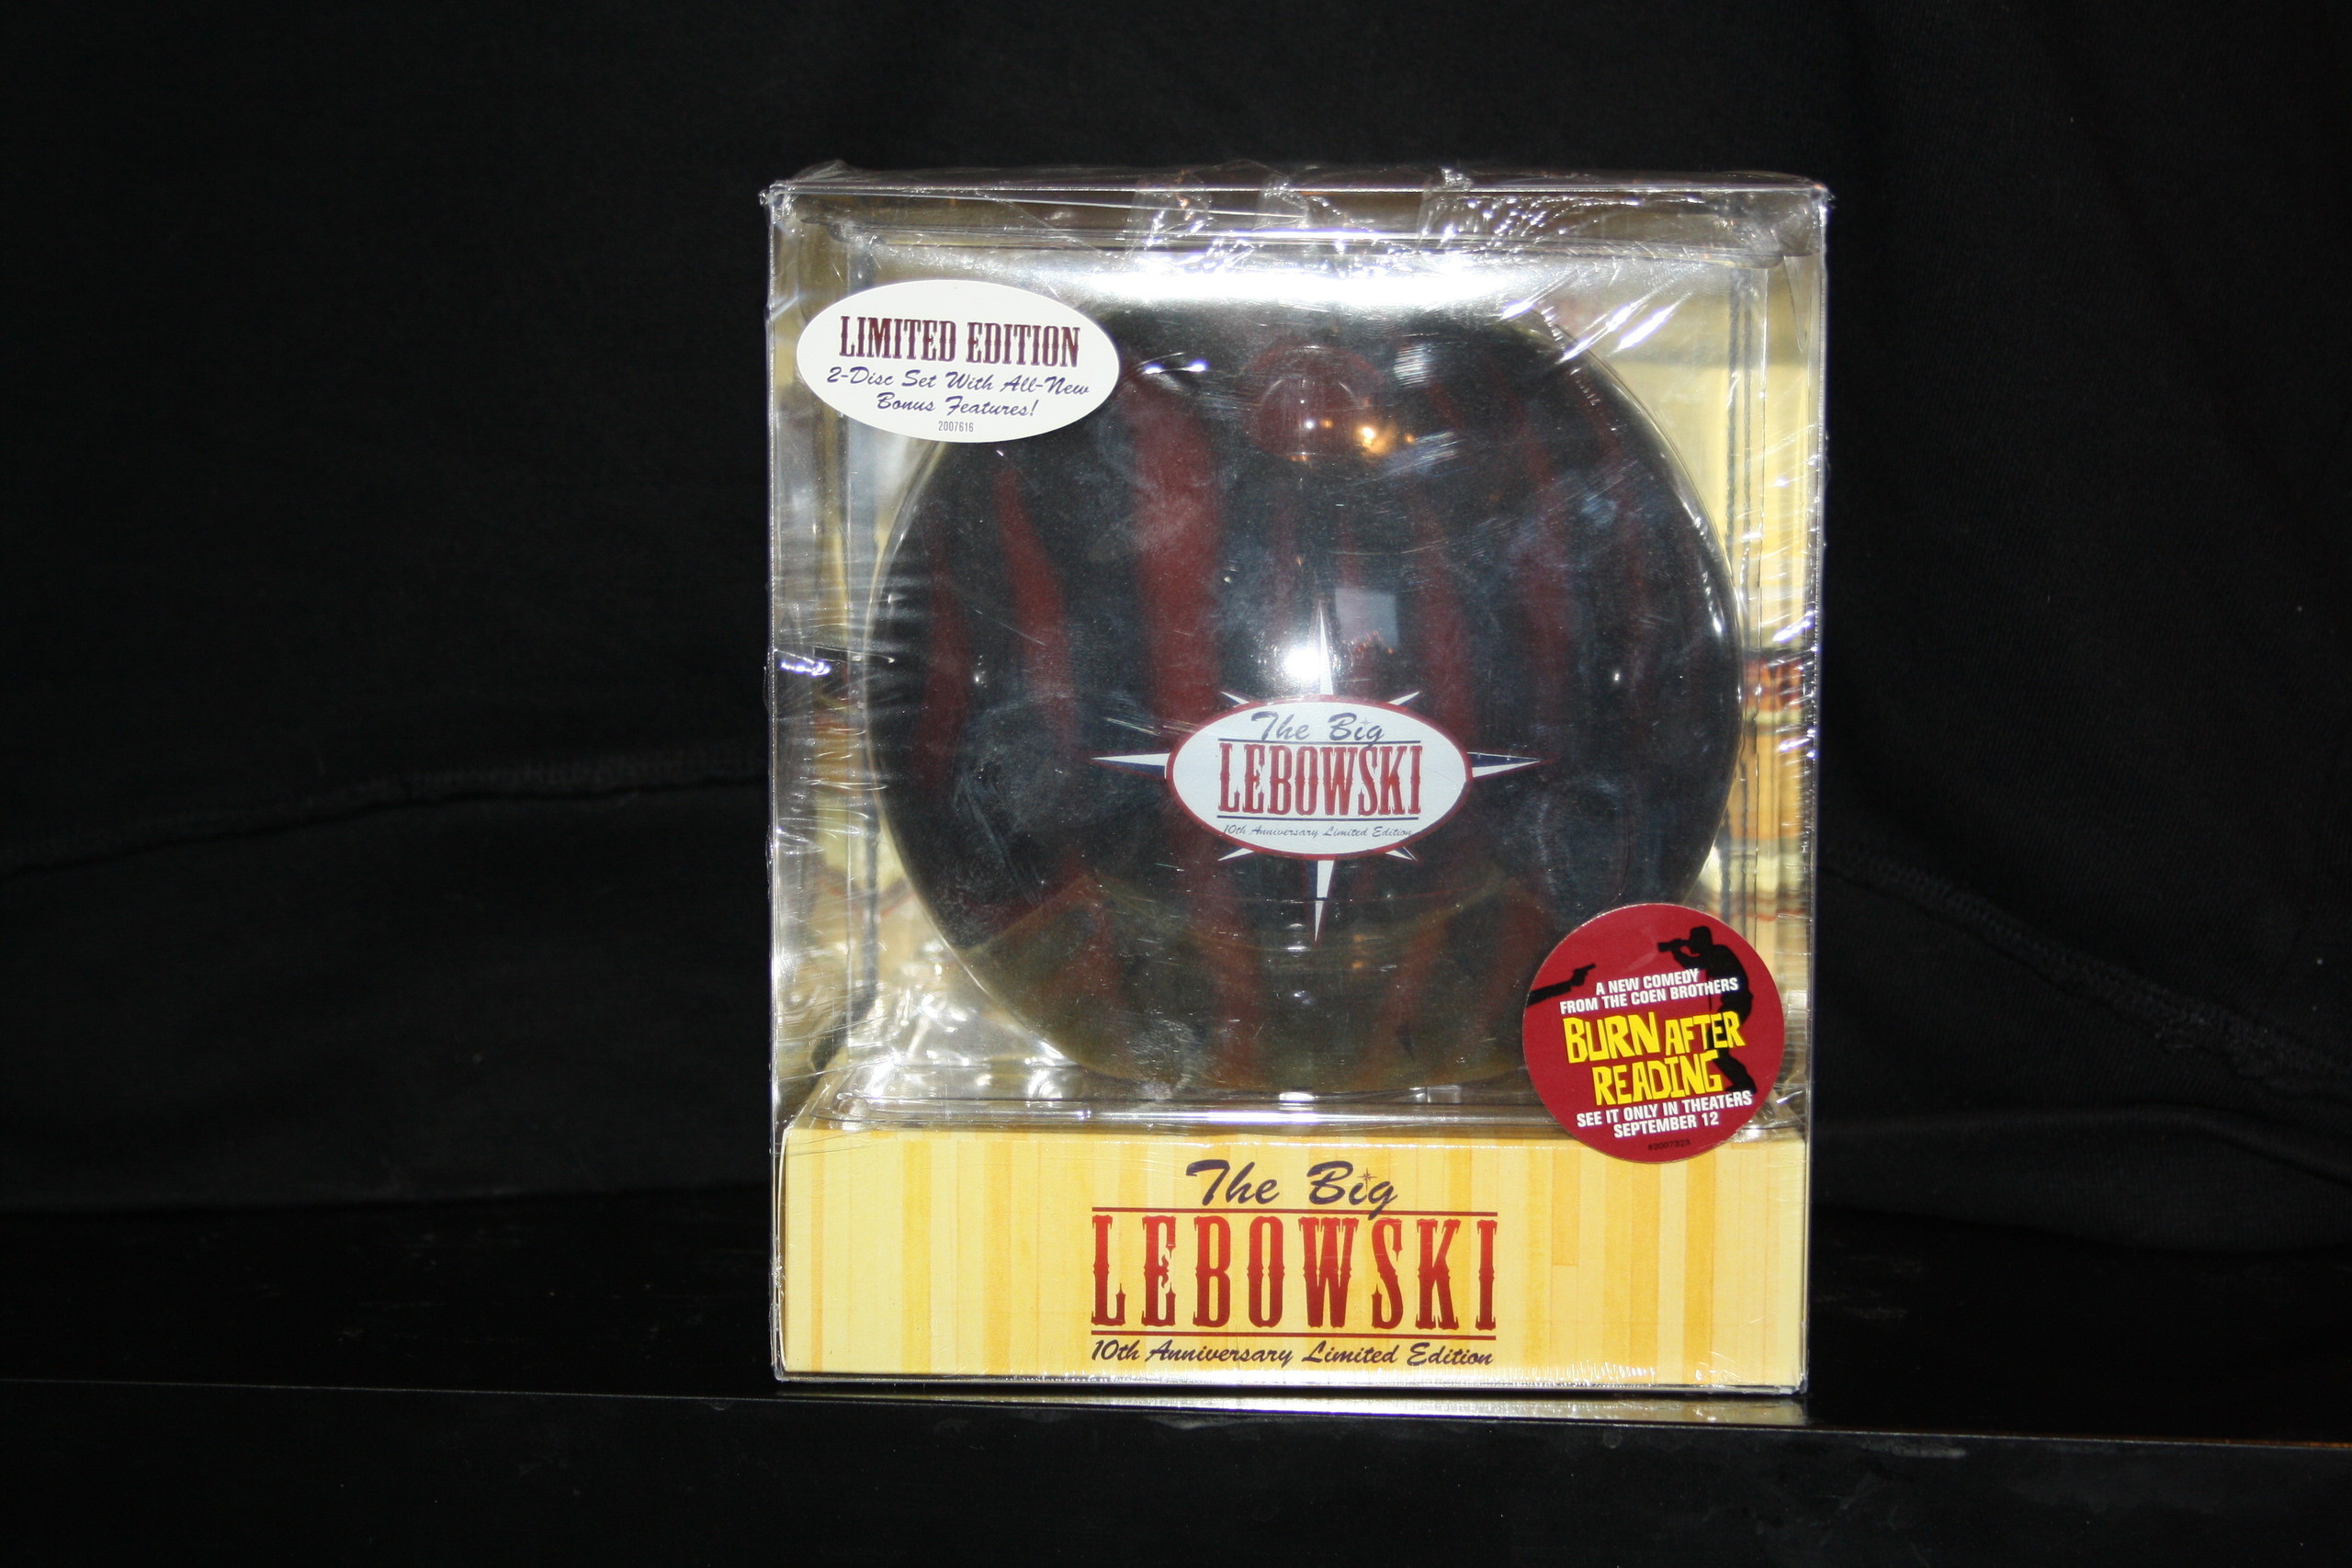 LIMITED EDITION
2-Disc Set With All-New
Bonus Features!
2007616
The Big
LEBOWSKI
10th Anniversary Limited Edition
A NEW COMEDY
FROM THE COEN BROTHERS
BURN AFTER
READING
SEE IT ONLY IN THEATERS
SEPTEMBER 12
The Big
LEBOWSKI
10th Anniversary Limited Edition